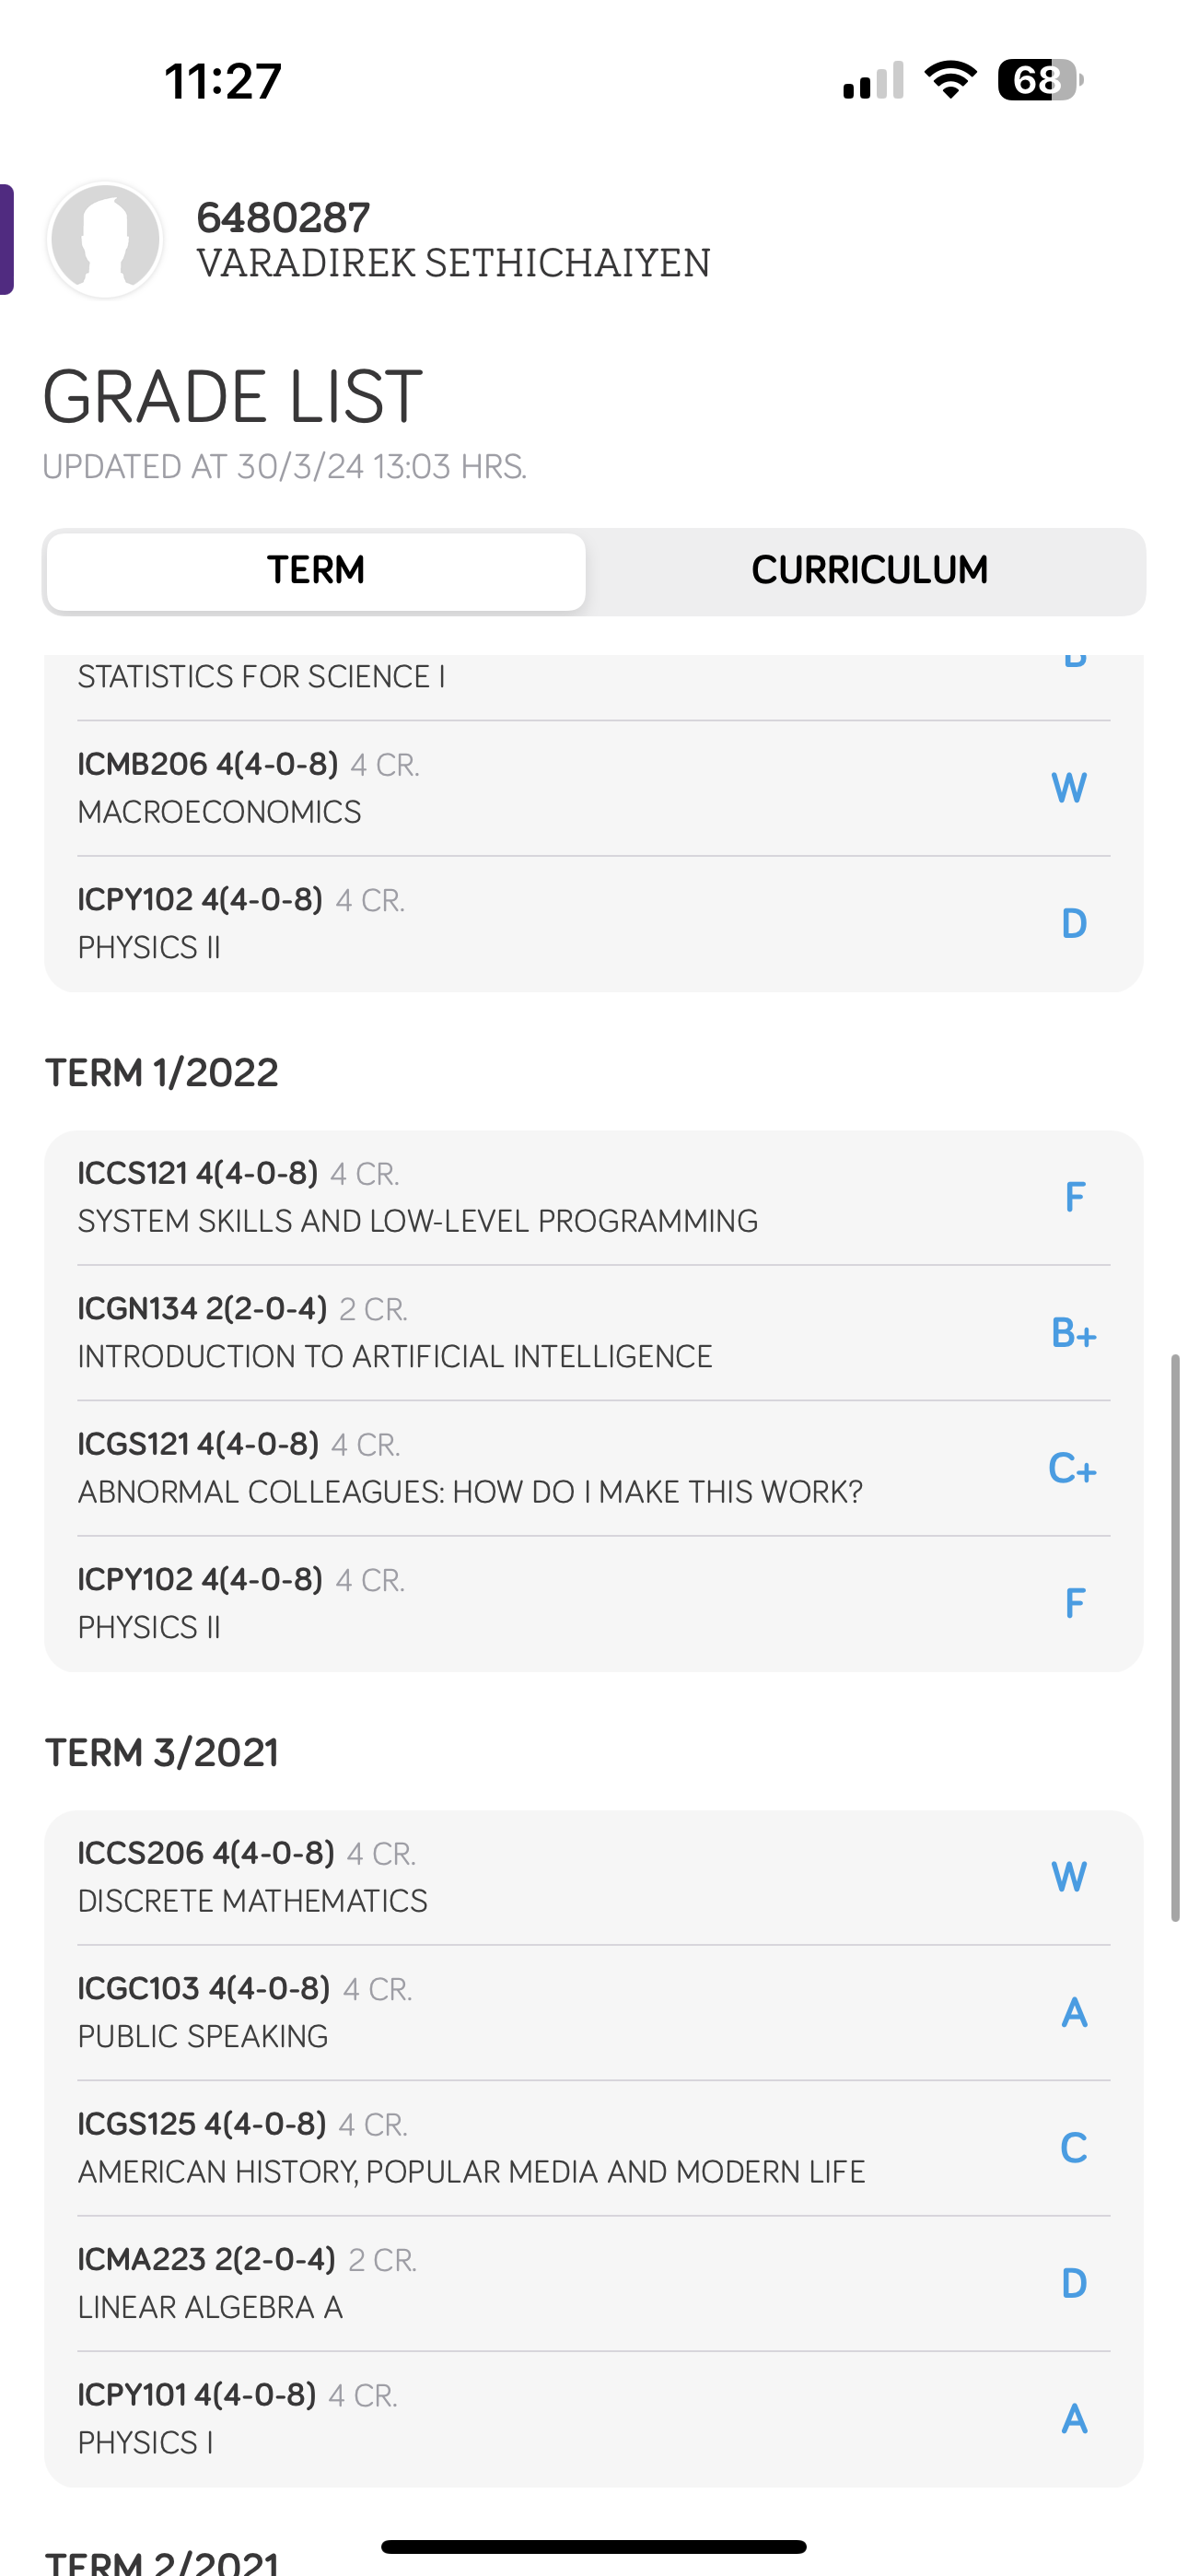 11:27
68
6480287
VARADIREK SETHICHAIYEN
GRADE LIST
UPDATED AT 30/3/24 13:03 HRS.
TERM
CURRICULUM
STATISTICS FOR SCIENCE I
ICMB206 4(4-0-8) 4 CR.
W
MACROECONOMICS
ICPY102 4(4-0-8) 4 CR.
D
PHYSICS II
TERM 1/2022
ICCS121 4(4-0-8) 4 CR.
F
SYSTEM SKILLS AND LOW-LEVEL PROGRAMMING
ICGN134 2(2-0-4) 2 CR.
B+
INTRODUCTION TO ARTIFICIAL INTELLIGENCE
ICGS121 4(4-0-8) 4 CR.
C+
ABNORMAL COLLEAGUES: HOW DO I MAKE THIS WORK?
ICPY102 4(4-0-8) 4 CR.
F
PHYSICS II
TERM 3/2021
ICCS206 4(4-0-8) 4 CR.
W
DISCRETE MATHEMATICS
ICGC103 4(4-0-8) 4 CR.
A
PUBLIC SPEAKING
ICGS125 4(4-0-8) 4 CR.
C
AMERICAN HISTORY, POPULAR MEDIA AND MODERN LIFE
ICMA223 2(2-0-4) 2 CR.
D
LINEAR ALGEBRA A
ICPY101 4(4-0-8) 4 CR.
A
PHYSICS I
TERM 2/2021